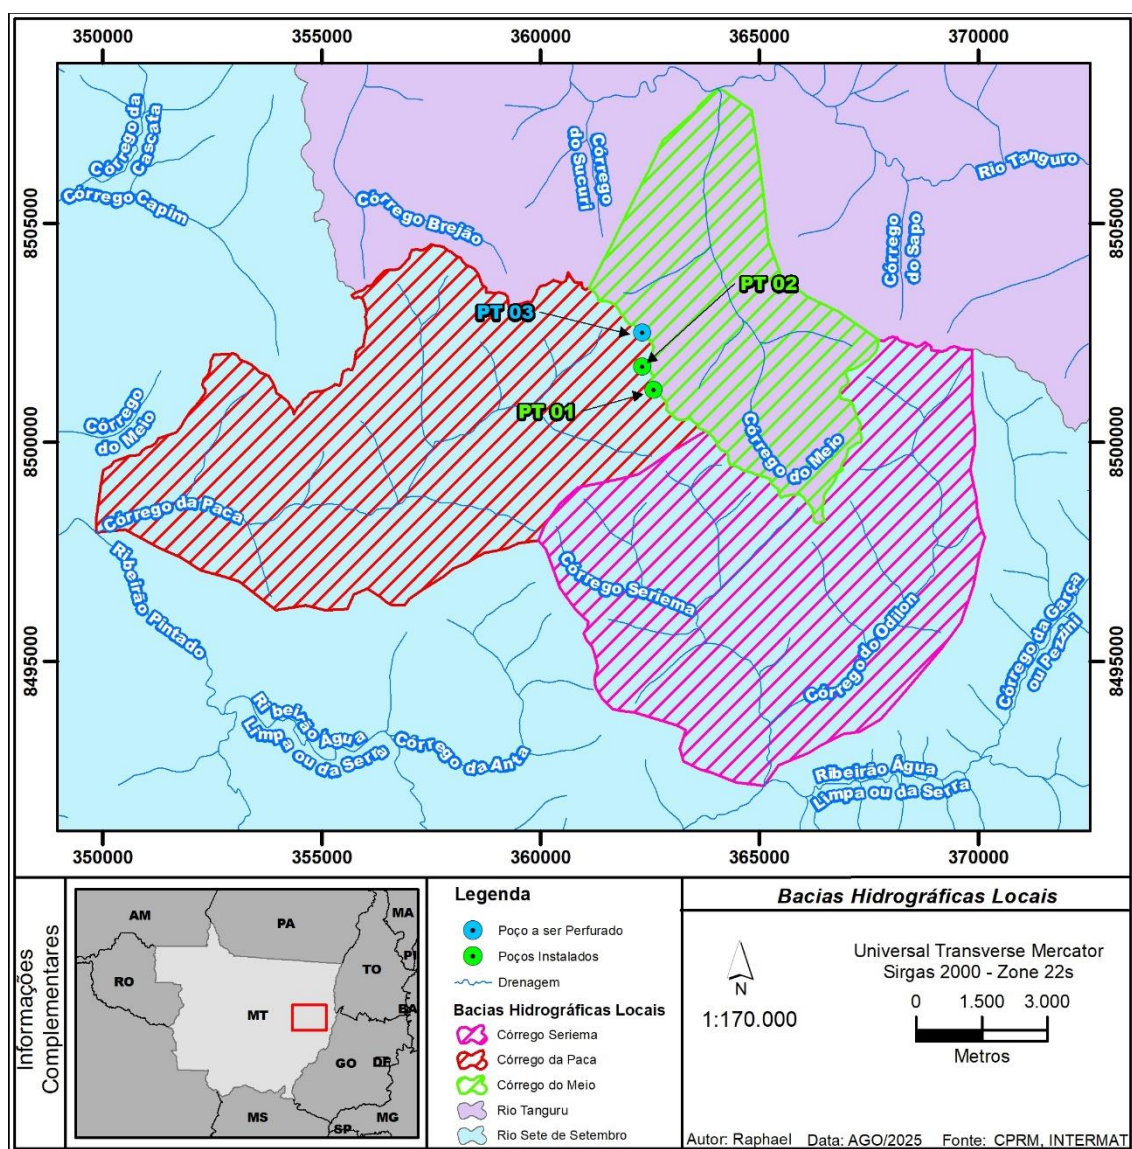 350000 355000 360000 365000 370000
8505000
8505000
8500000
8500000
8495000
8495000
Córrego da
Cascata
Córrego Capim
Córrego Brejão
Córrego
do Sucuri
Rio Tanguro
Córrego
do Sapo
PT 02
PT 03
PT 01
Córrego
do Meio
Córrego do Meio
Córrego da Paca
Ribeirão Pintado
Córrego Seriema
Córrego do Odilon
Córrego da Garça
ou Pezzini
Ribeirão Água
Limpa ou da Serra
Córrego da Anta
Ribeirão Água
Limpa ou da Serra
350000 355000 360000 365000 370000
Informações
Complementares
AM
PA
MA
PI
RO
TO
MT
BA
GO
DF
MS
MG
SP
Legenda
Poço a ser Perfurado
Poços Instalados
Drenagem
Bacias Hidrográficas Locais
Córrego Seriema
Córrego da Paca
Córrego do Meio
Rio Tanguru
Rio Sete de Setembro
Bacias Hidrográficas Locais
N
1:170.000
Universal Transverse Mercator
Sirgas 2000 - Zone 22s
0 1.500 3.000
Metros
Autor: Raphael Data: AGO/2025 Fonte: CPRM, INTERMAT